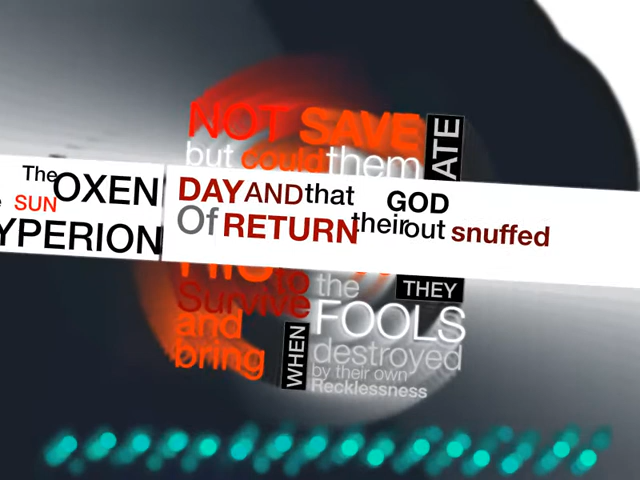 NOT SAVE
but could them
ATE
The OXEN
SUN
YPERION
DAY AND that GOD
Of RETURN their out snuffed
to
Survive
and
bring
WHEN
the THEY
FOOLS
destroyed
by their own
Recklessness